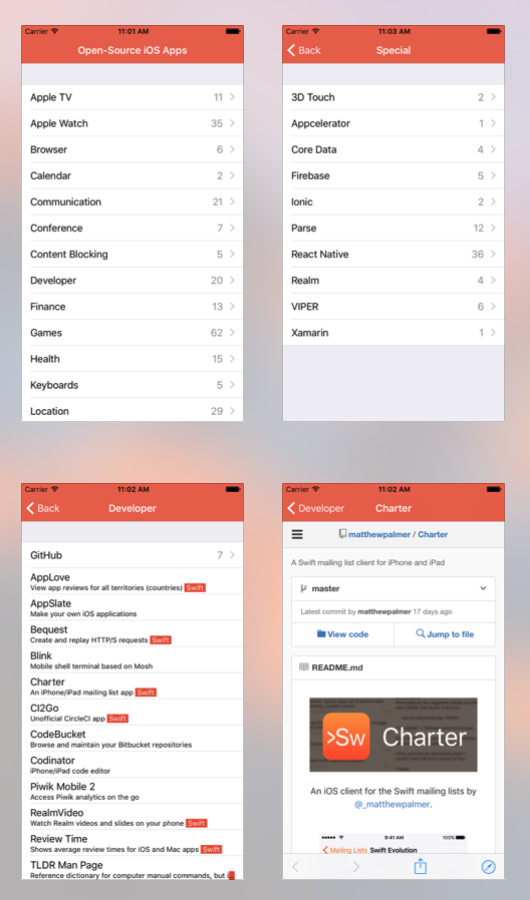 Carrier 11:01 AM
Open-Source iOS Apps
Apple TV 11
Apple Watch 35
Browser 6
Calendar 2
Communication 21
Conference 7
Content Blocking 5
Developer 20
Finance 13
Games 62
Health 15
Keyboards 5
Location 29
Carrier 11:03 AM
Back Special
3D Touch 2
Appcelerator 1
Core Data 4
Firebase 5
Ionic 2
Parse 12
React Native 36
Realm 4
VIPER 6
Xamarin 1
Carrier 11:02 AM
Back Developer
GitHub 7
AppLove
View app reviews for all territories (countries) Swift
AppSlate
Make your own iOS applications
Bequest
Create and replay HTTP/S requests Swift
Blink
Mobile shell terminal based on Mosh
Charter
An iPhone/iPad mailing list app Swift
CI2Go
Unofficial CircleCI app Swift
CodeBucket
Browse and maintain your Bitbucket repositories
Codinator
iPhone/iPad code editor
Piwik Mobile 2
Access Piwik analytics on the go
RealmVideo
Watch Realm videos and slides on your phone Swift
Review Time
Shows average review times for iOS and Mac apps Swift
TLDR Man Page
Reference dictionary for computer manual commands, but
Carrier 11:02 AM
Developer Charter
matthewpalmer / Charter
A Swift mailing list client for iPhone and iPad
master
Latest commit by matthewpalmer 17 days ago
View code Jump to file
README.md
>Sw Charter
An iOS client for the Swift mailing lists by
@_matthewpalmer.
9:41 AM 100%
Mailing Lists Swift Evolution